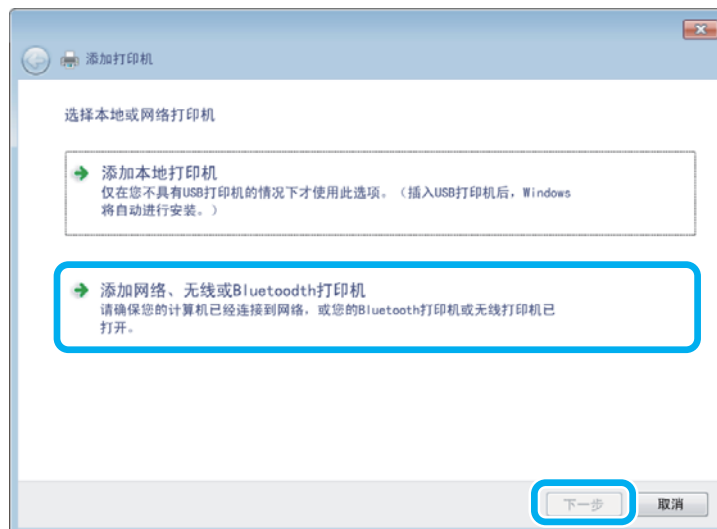 添加打印机
选择本地或网络打印机
添加本地打印机
仅在您不具有USB打印机的情况下才使用此选项。（插入USB打印机后，Windows
将自动进行安装。）
添加网络、无线或Bluetoodth打印机
请确保您的计算机已经连接到网络，或您的Bluetooth打印机或无线打印机已
打开。
下一步
取消